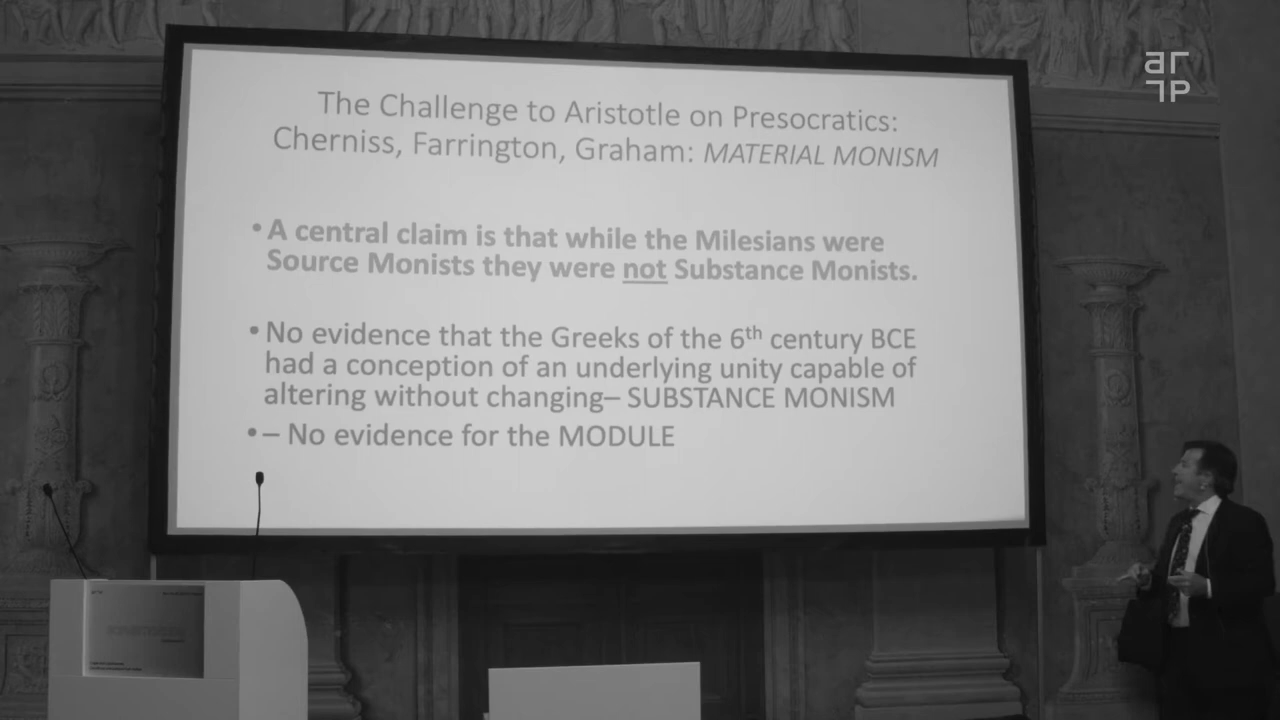 The Challenge to Aristotle on Presocratics:
Cherniss, Farrington, Graham: MATERIAL MONISM
• A central claim is that while the Milesians were
Source Monists they were not Substance Monists.
• No evidence that the Greeks of the 6th century BCE
had a conception of an underlying unity capable of
altering without changing– SUBSTANCE MONISM
• – No evidence for the MODULE